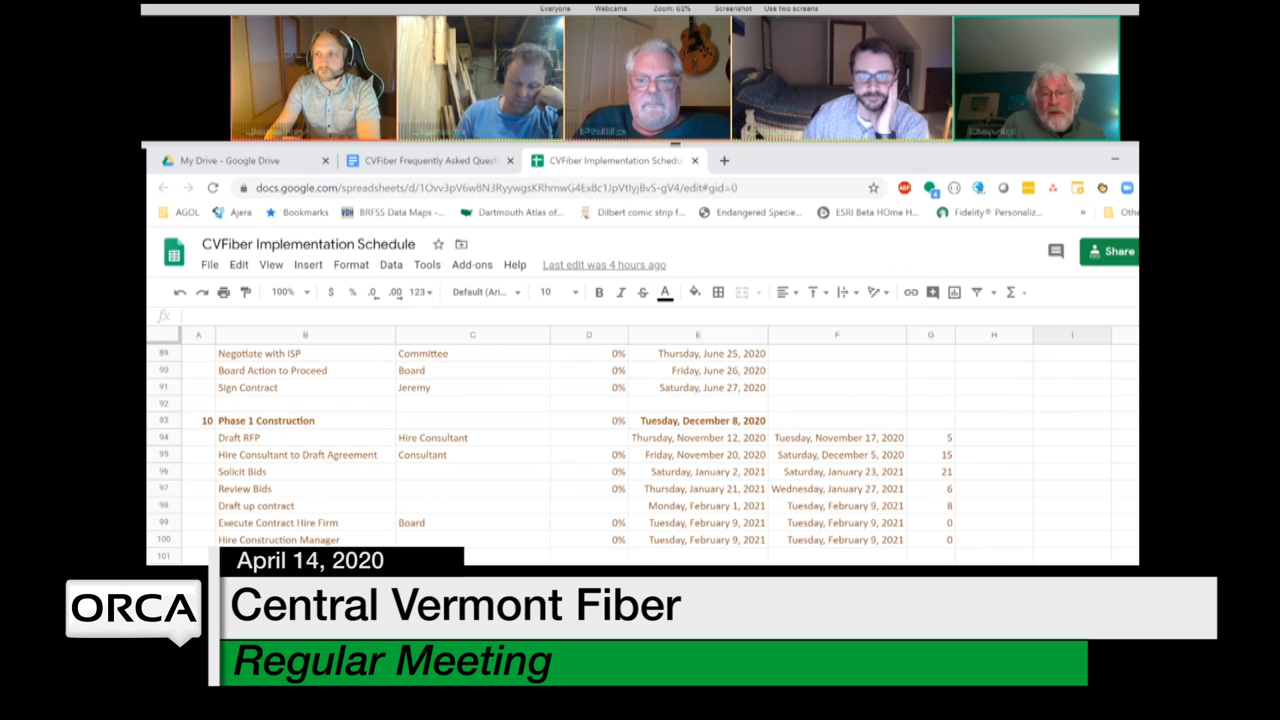 Everyone Webcams Zoom: 62% Screenshot Use two screens
My Drive - Google Drive CVFiber Frequently Asked Quest CVFiber Implementation Schedul
docs.google.com/spreadsheets/d/1Ovv3pV6w8N3RyywgsKRhmwG4Ex8c1JpVtIyjBvS-gV4/edit#gid=0
AGOL Ajera Bookmarks BRFSS Data Maps -... Dartmouth Atlas of... Dilbert comic strip f... Endangered Specie... ESRI Beta HOme H... Fidelity® Personaliz... » Othe
CVFiber Implementation Schedule
Share
File Edit View Insert Format Data Tools Add-ons Help Last edit was 4 hours ago
100% $ % .0 .00 123 Default (Ari... 10 B I S A
fx
A B C D E F G H I
89 Negotiate with ISP Committee 0% Thursday, June 25, 2020
90 Board Action to Proceed Board 0% Friday, June 26, 2020
91 Sign Contract Jeremy 0% Saturday, June 27, 2020
92
93 10 Phase 1 Construction 0% Tuesday, December 8, 2020
94 Draft RFP Hire Consultant Thursday, November 12, 2020 Tuesday, November 17, 2020 5
95 Hire Consultant to Draft Agreement Consultant 0% Friday, November 20, 2020 Saturday, December 5, 2020 15
96 Solicit Bids 0% Saturday, January 2, 2021 Saturday, January 23, 2021 21
97 Review Bids 0% Thursday, January 21, 2021 Wednesday, January 27, 2021 6
98 Draft up contract Monday, February 1, 2021 Tuesday, February 9, 2021 8
99 Execute Contract Hire Firm Board 0% Tuesday, February 9, 2021 Tuesday, February 9, 2021 0
100 Hire Construction Manager 0% Tuesday, February 9, 2021 Tuesday, February 9, 2021 0
101
April 14, 2020
ORCA
Central Vermont Fiber
Regular Meeting